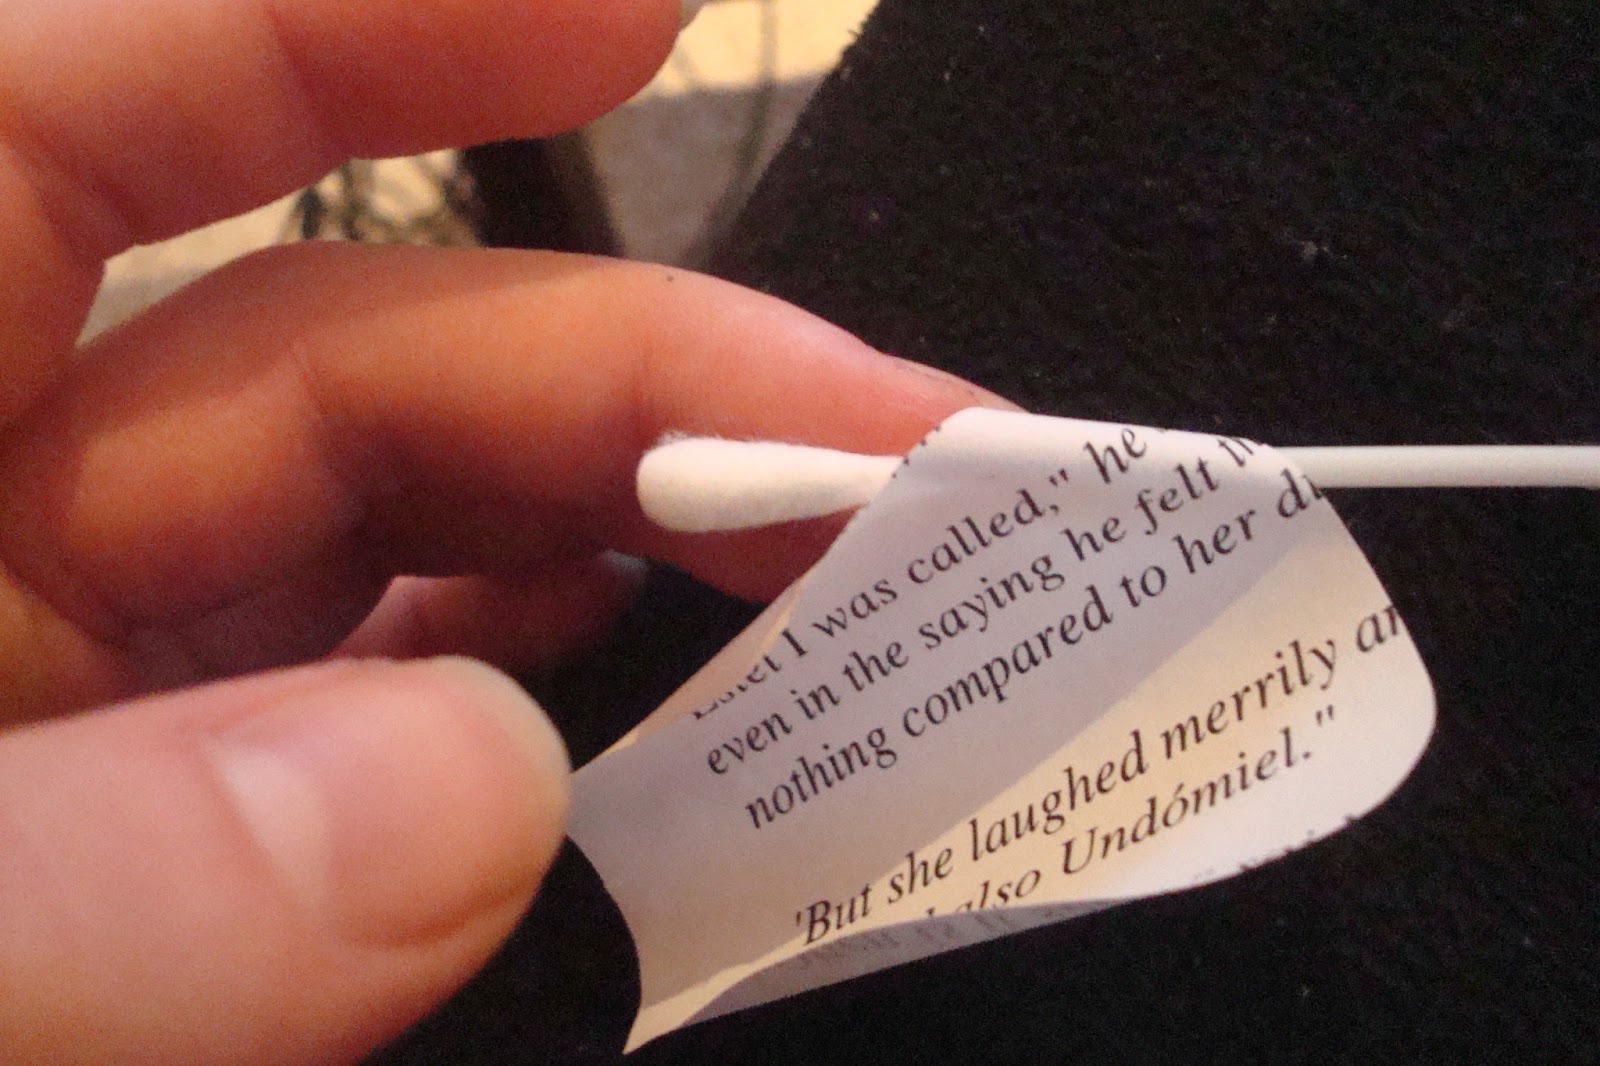 I was called," he
even in the saying he felt
nothing compared to her
'But she laughed merrily
also Undómiel."